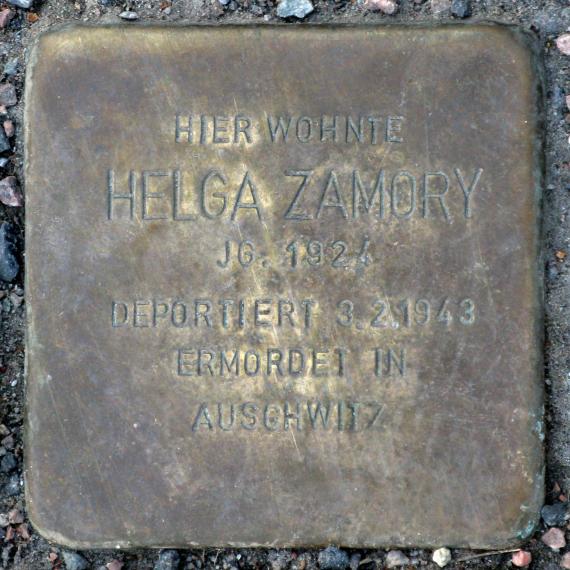 HIER WOHNTE
HELGA ZAMORY
JG. 1924
DEPORTIERT 3.2.1943
ERMORDET IN
AUSCHWITZ